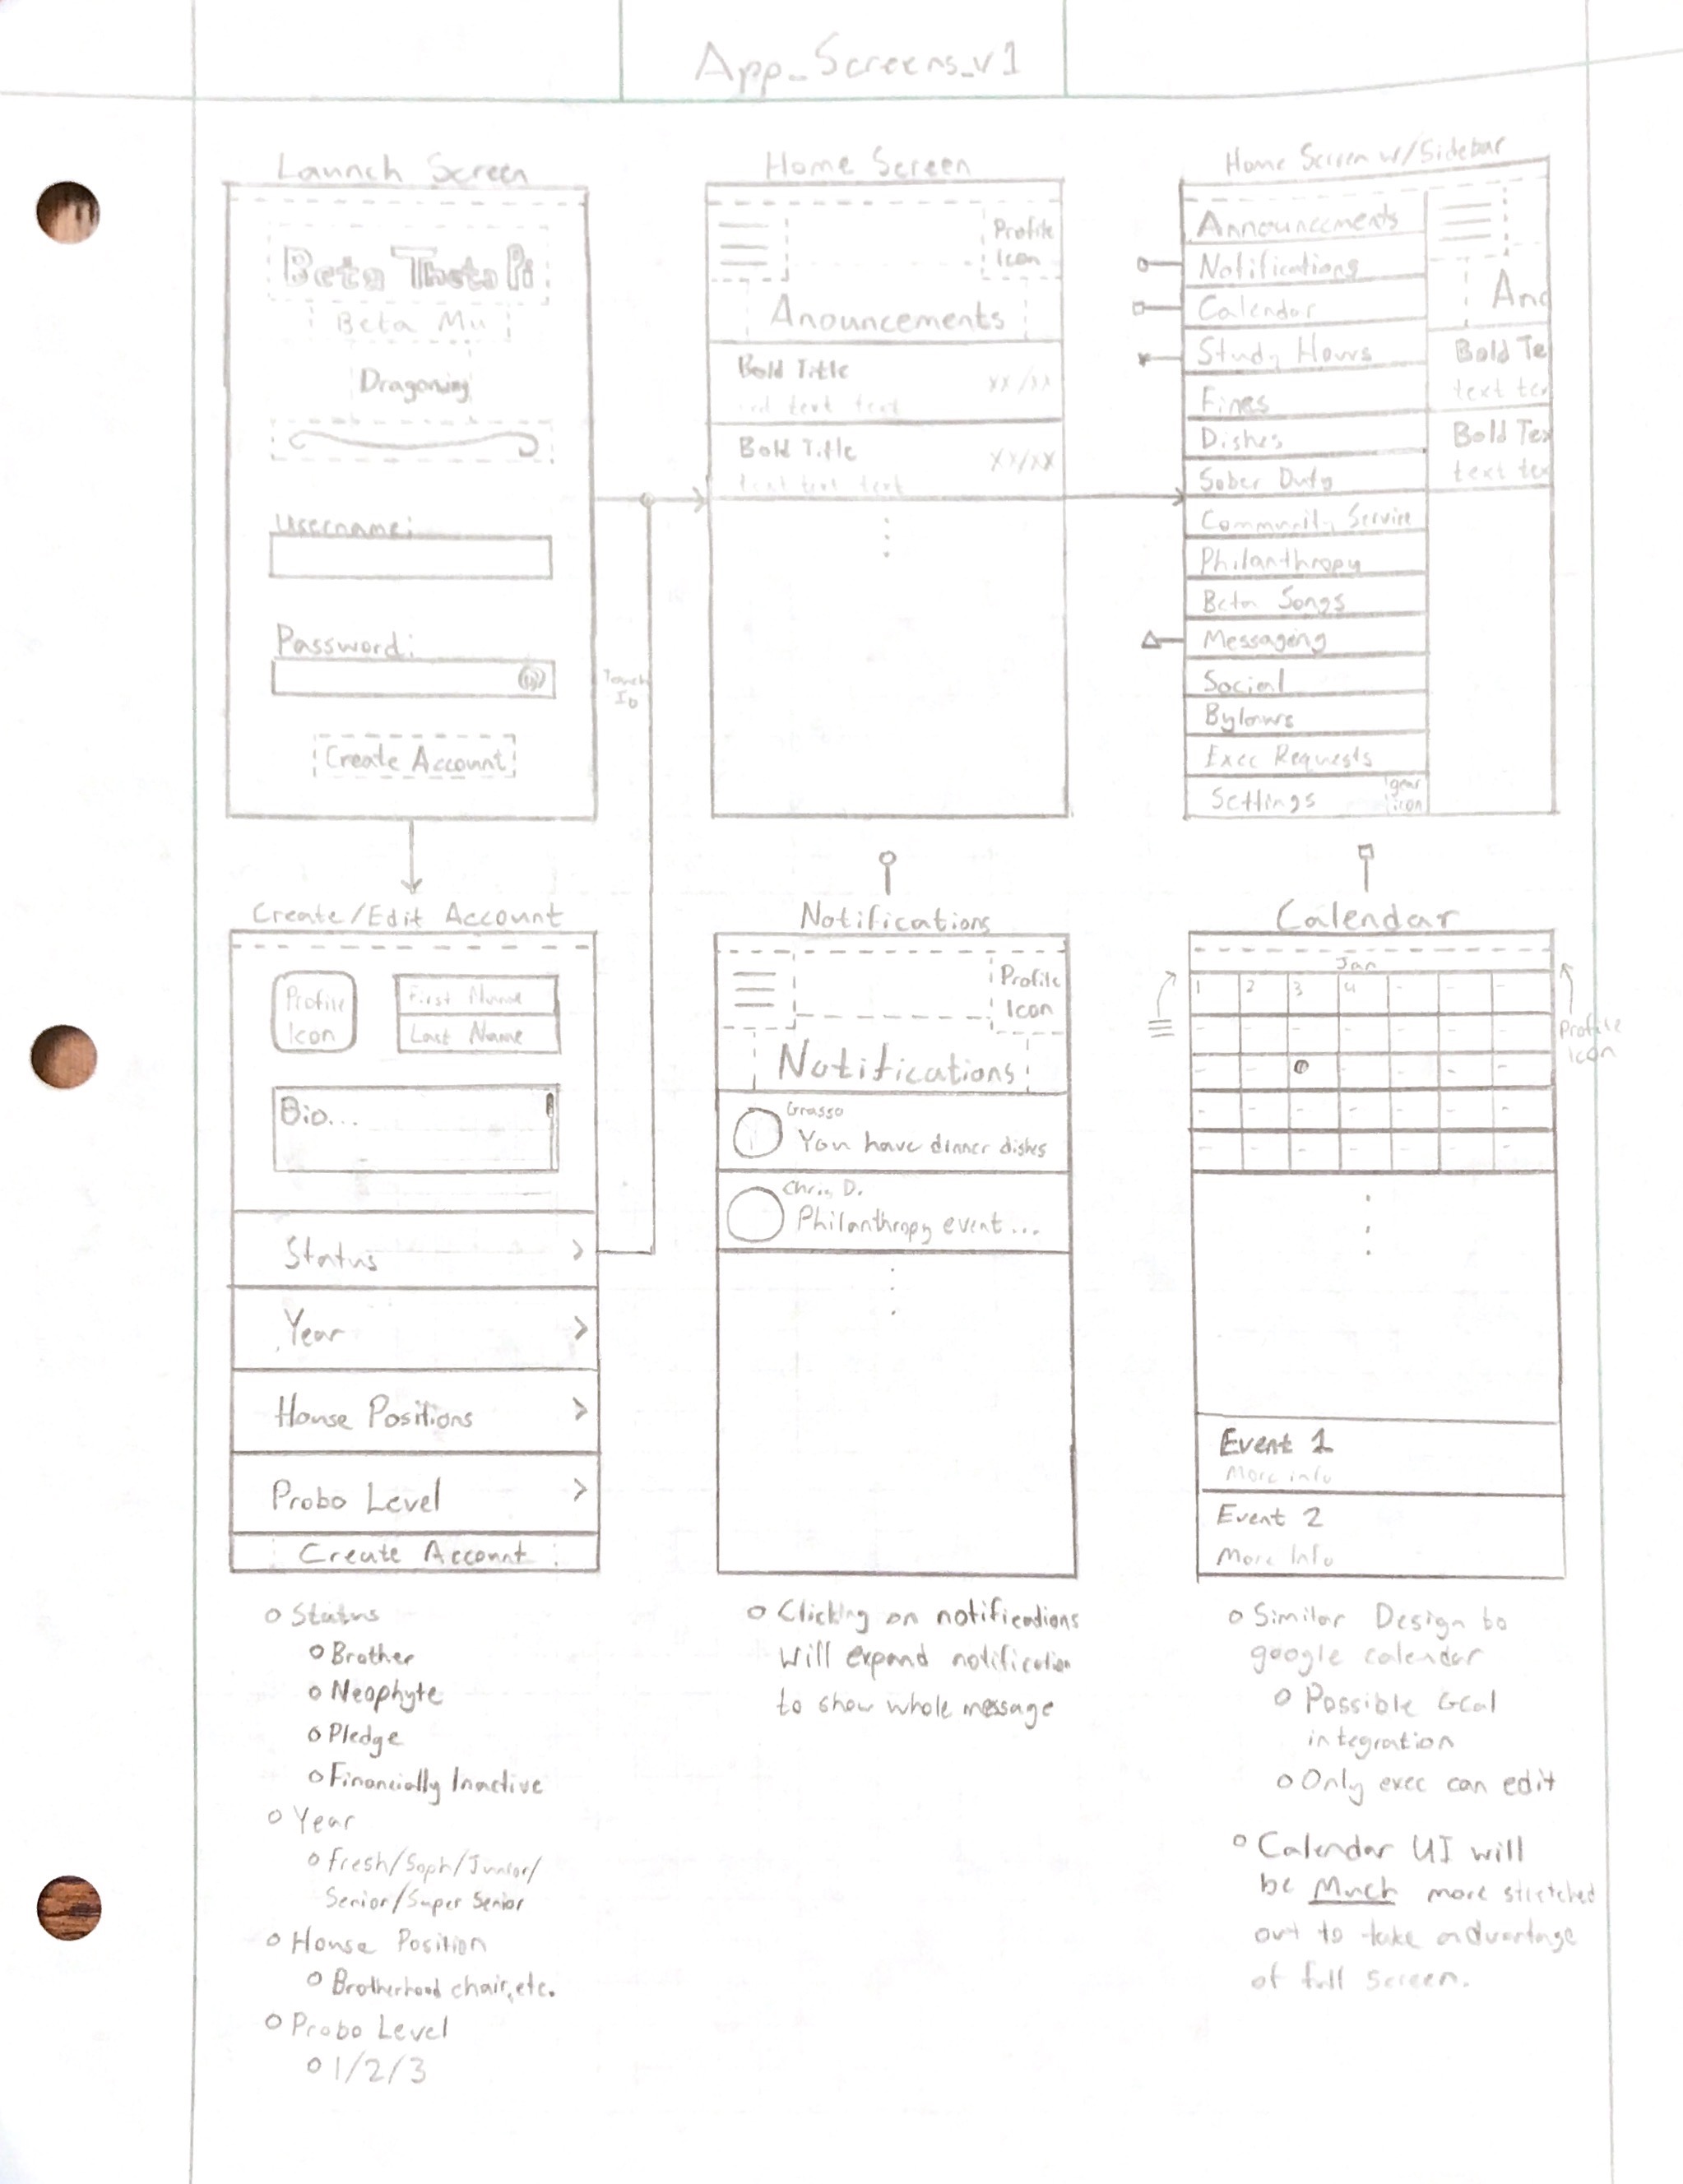 App_Screens_v1
Launch Screen
Beta Theta Pi
Beta Mu
Dragoning
Username:
Password:
Create Account
Touch
ID
Home Screen
Profile
Icon
Anouncements
Bold Title
xx/xx
text text
Bold Title
xx/xx
text text text
Home Screen w/Sidebar
Announcements
Notifications
Calendar
Study Hours
Fines
Dishes
Sober Duty
Community Service
Philanthropy
Beta Songs
Messaging
Social
Bylaws
Exec Requests
Settings
gear
icon
An
Bold Te
text tex
Bold Tex
text tex
Create/Edit Account
Profile
Icon
First Name
Last Name
Bio...
Status >
Year >
House Positions >
Probo Level >
Create Account
o Status
o Brother
o Neophyte
o Pledge
o Financially Inactive
o Year
o Fresh/Soph/Junior/
Senior/Super Senior
o House Position
o Brotherhood chair, etc.
o Probo Level
o 1/2/3
Notifications
Profile
Icon
Notifications
Grasso
You have dinner dishes
Chris D.
Philanthropy event...
o Clicking on notifications
will expand notification
to show whole message
Calendar
Jan
1 2 3 4 - - -
- - - - - - -
- - - - - -
- - - - - - -
- - - - - - -
Profile
Icon
Event 1
More info
Event 2
More Info
o Similar Design to
google calendar
o Possible GCal
integration
o Only exec can edit
o Calendar UI will
be Much more stretched
out to take advantage
of full screen.